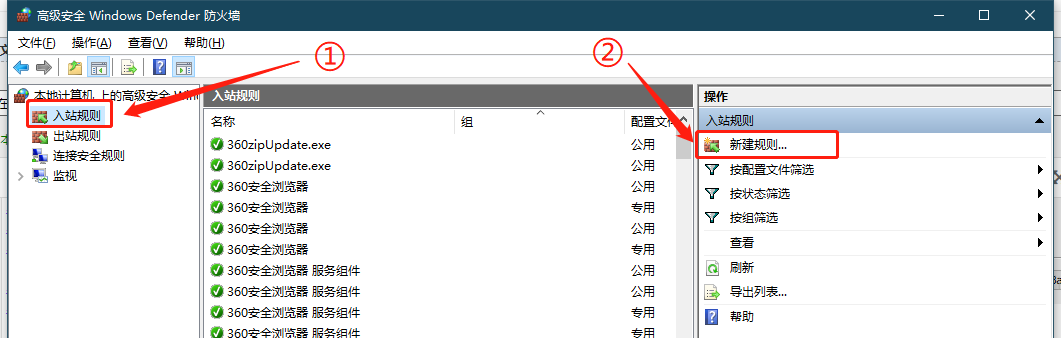 高级安全 Windows Defender 防火墙
文件(F) 操作(A) 查看(V) 帮助(H)
①
②
本地计算机 上的高级安全 Win
入站规则
出站规则
连接安全规则
监视
入站规则
名称 组 配置文件
360zipUpdate.exe 公用
360zipUpdate.exe 公用
360安全浏览器 公用
360安全浏览器 专用
360安全浏览器 公用
360安全浏览器 专用
360安全浏览器 服务组件 公用
360安全浏览器 服务组件 公用
360安全浏览器 服务组件 专用
360安全浏览器 服务组件 专用
操作
入站规则
新建规则...
按配置文件筛选
按状态筛选
按组筛选
查看
刷新
导出列表...
帮助